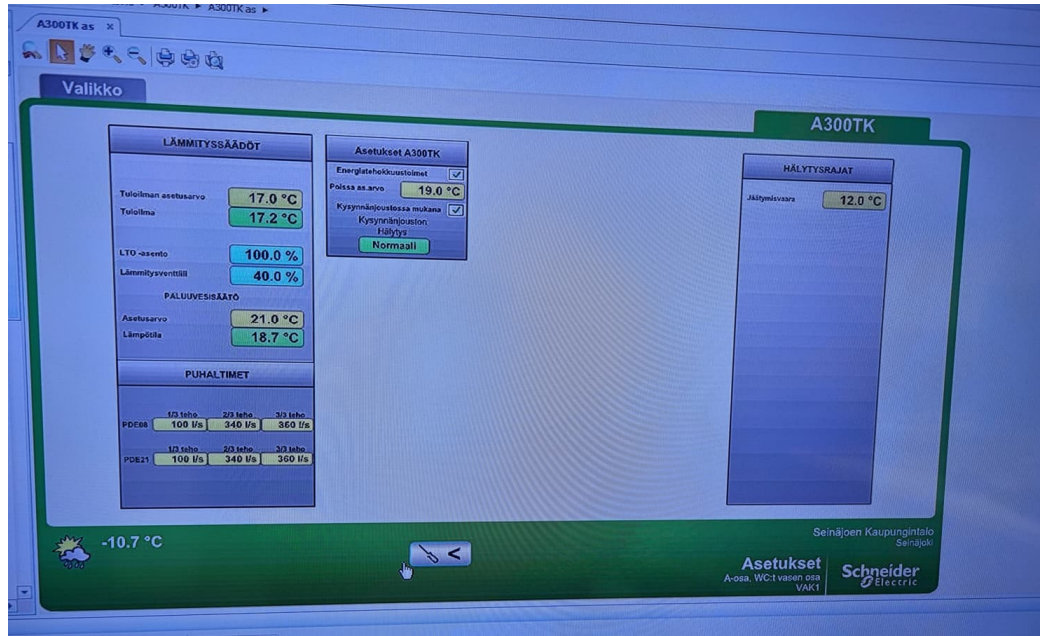 A300TK as
A300TK as ×
Valikko
A300TK
LÄMMITYSSÄÄDÖT
Tuloilman asetusarvo 17.0 °C
Tuloilma 17.2 °C
LTO -asento 100.0 %
Lämmitysventtiili 40.0 %
PALUUVESISÄÄTÖ
Asetusarvo 21.0 °C
Lämpötila 18.7 °C
PUHALTIMET
1/3 teho 2/3 teho 3/3 teho
PDE08 100 l/s 340 l/s 360 l/s
1/3 teho 2/3 teho 3/3 teho
PDE21 100 l/s 340 l/s 360 l/s
Asetukset A300TK
Energiatehokkuustoimet
Poissa as.arvo 19.0 °C
Kysynnänjoustossa mukana
Kysynnänjouston
Hälytys
Normaali
HÄLYTYSRAJAT
Jäätymisvaara 12.0 °C
-10.7 °C
<
Seinäjoen Kaupungintalo
Seinäjoki
Asetukset
A-osa, WC:t vasen osa
VAK1
Schneider
Electric